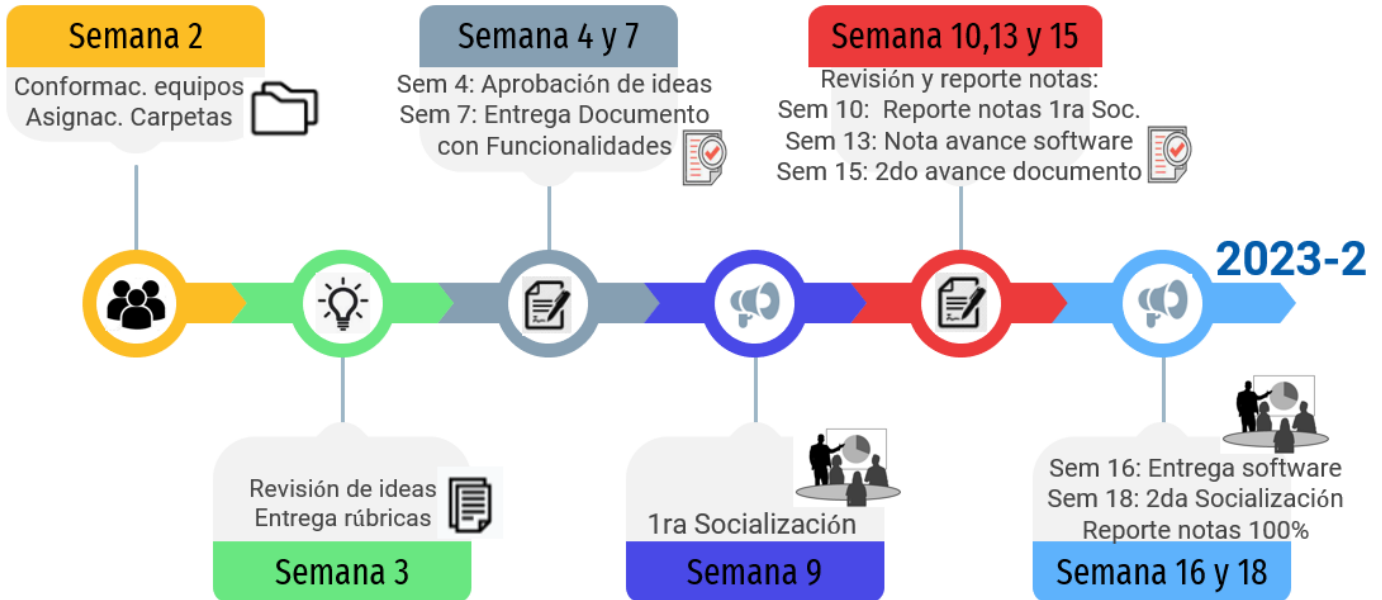 Semana 2
Conformac. equipos
Asignac. Carpetas
Semana 4 y 7
Sem 4: Aprobación de ideas
Sem 7: Entrega Documento
con Funcionalidades
Semana 10,13 y 15
Revisión y reporte notas:
Sem 10: Reporte notas 1ra Soc.
Sem 13: Nota avance software
Sem 15: 2do avance documento
2023-2
Revisión de ideas
Entrega rúbricas
Semana 3
1ra Socialización
Semana 9
Sem 16: Entrega software
Sem 18: 2da Socialización
Reporte notas 100%
Semana 16 y 18